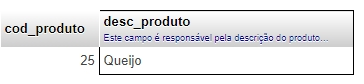 cod_produto
desc_produto
Este campo é responsável pela descrição do produto...
25
Queijo